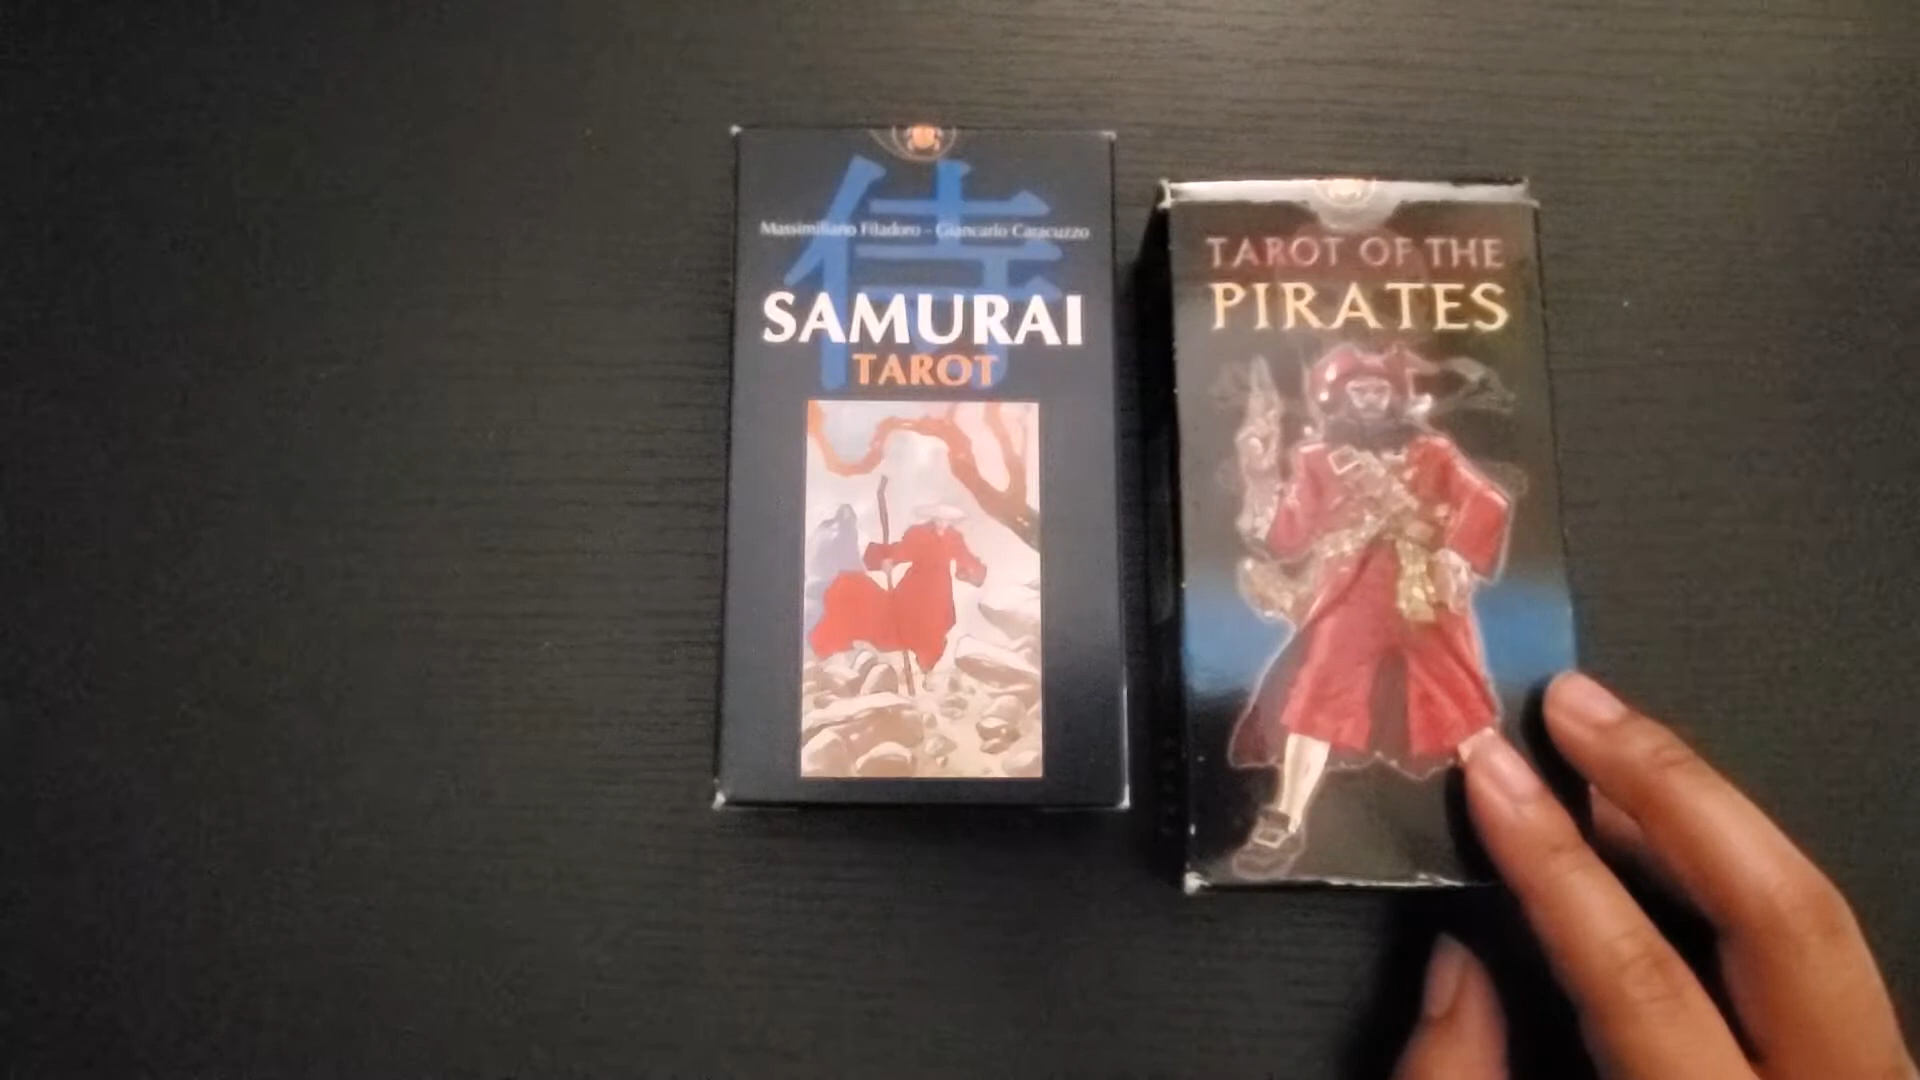 侍
Massimiliano Filadoro - Giancarlo Caracuzzo
SAMURAI
TAROT
TAROT OF THE
PIRATES